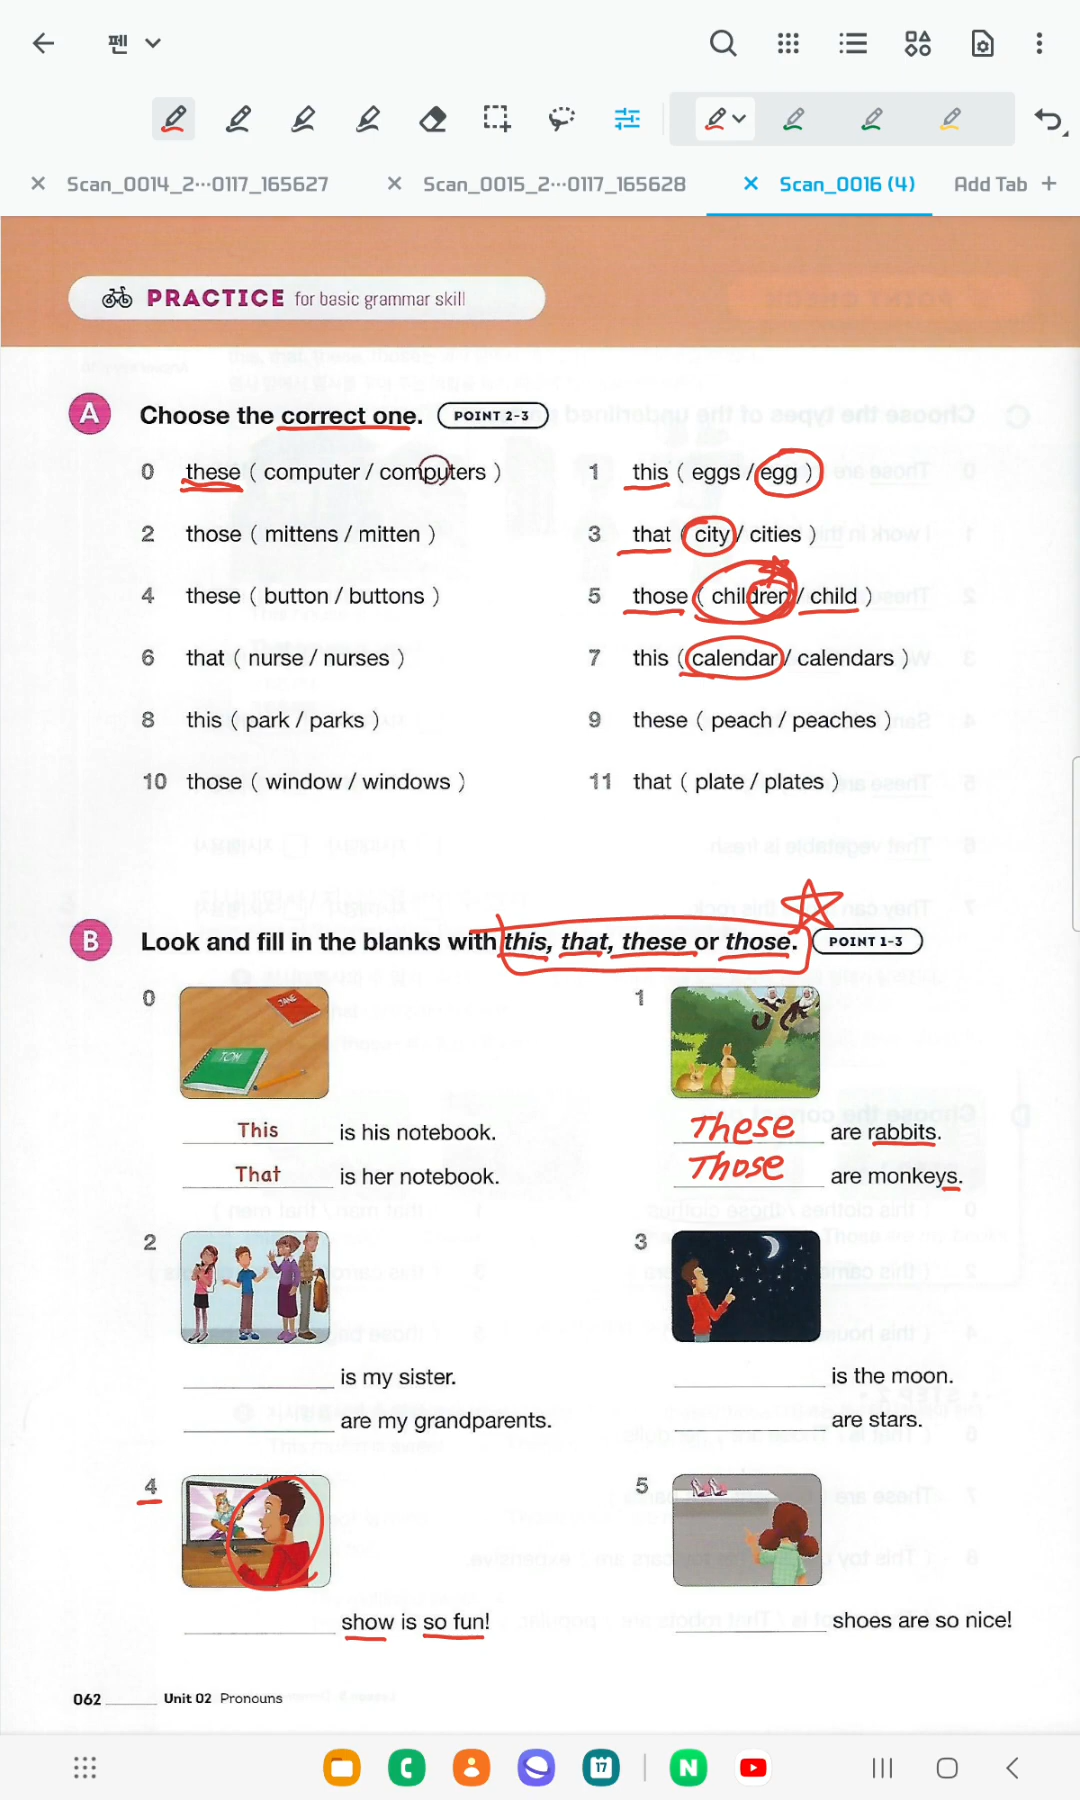 펜
Scan_0014_2…0117_165627
Scan_0015_2…0117_165628
Scan_0016 (4)
Add Tab +
PRACTICE for basic grammar skill
A Choose the correct one. POINT 2-3
0 these ( computer / computers )
1 this ( eggs / egg )
2 those ( mittens / mitten )
3 that ( city / cities )
4 these ( button / buttons )
5 those ( children / child )
6 that ( nurse / nurses )
7 this ( calendar / calendars )
8 this ( park / parks )
9 these ( peach / peaches )
10 those ( window / windows )
11 that ( plate / plates )
B Look and fill in the blanks with this, that, these or those. POINT 1-3
0
JANE
TOM
This is his notebook.
That is her notebook.
1
These are rabbits.
Those are monkeys.
2
is my sister.
are my grandparents.
3
is the moon.
are stars.
4
show is so fun!
5
shoes are so nice!
062 Unit 02 Pronouns
17
N